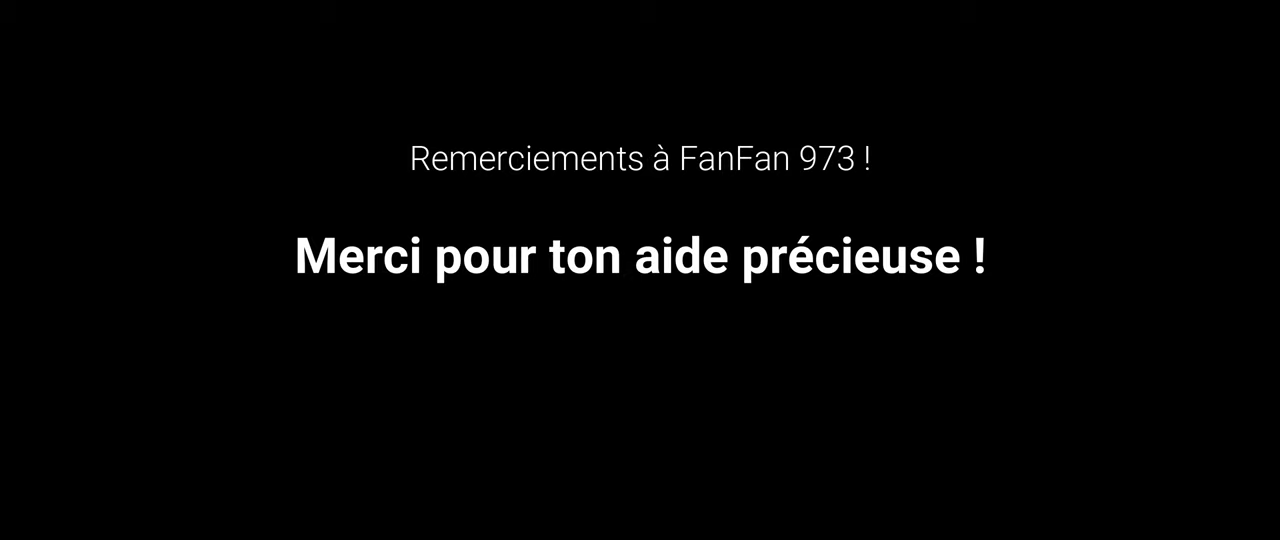 Remerciements à FanFan 973 !
Merci pour ton aide précieuse !